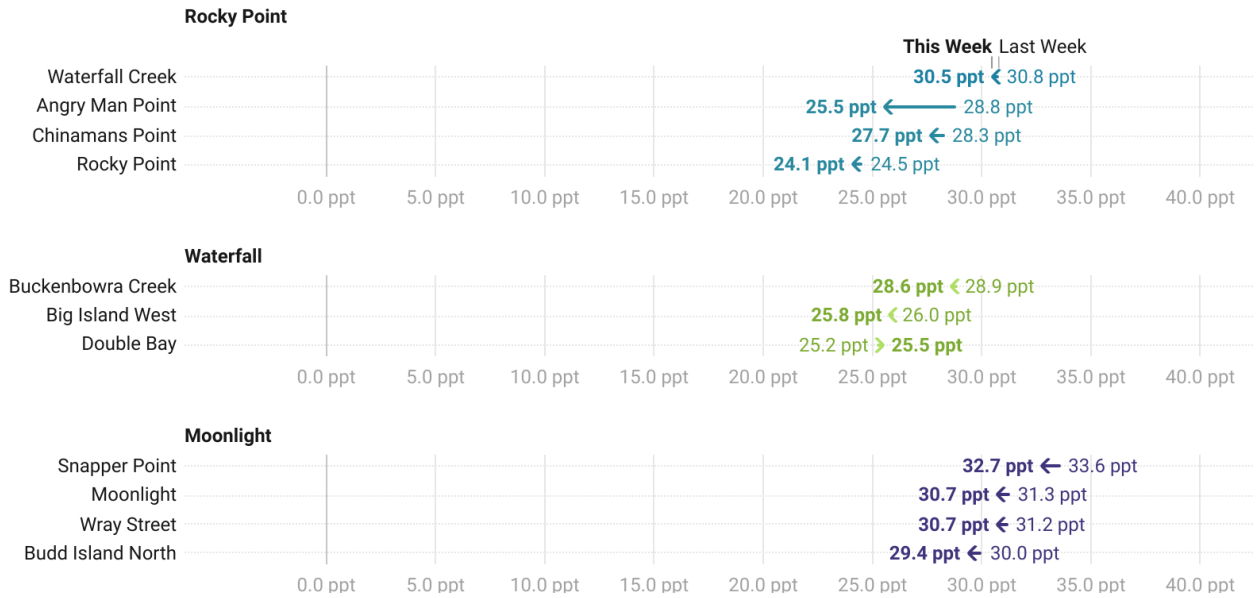 Rocky Point
This Week Last Week
Waterfall Creek 30.5 ppt 30.8 ppt
Angry Man Point 25.5 ppt 28.8 ppt
Chinamans Point 27.7 ppt 28.3 ppt
Rocky Point 24.1 ppt 24.5 ppt
0.0 ppt 5.0 ppt 10.0 ppt 15.0 ppt 20.0 ppt 25.0 ppt 30.0 ppt 35.0 ppt 40.0 ppt
Waterfall
Buckenbowra Creek 28.6 ppt 28.9 ppt
Big Island West 25.8 ppt 26.0 ppt
Double Bay 25.2 ppt 25.5 ppt
0.0 ppt 5.0 ppt 10.0 ppt 15.0 ppt 20.0 ppt 25.0 ppt 30.0 ppt 35.0 ppt 40.0 ppt
Moonlight
Snapper Point 32.7 ppt 33.6 ppt
Moonlight 30.7 ppt 31.3 ppt
Wray Street 30.7 ppt 31.2 ppt
Budd Island North 29.4 ppt 30.0 ppt
0.0 ppt 5.0 ppt 10.0 ppt 15.0 ppt 20.0 ppt 25.0 ppt 30.0 ppt 35.0 ppt 40.0 ppt